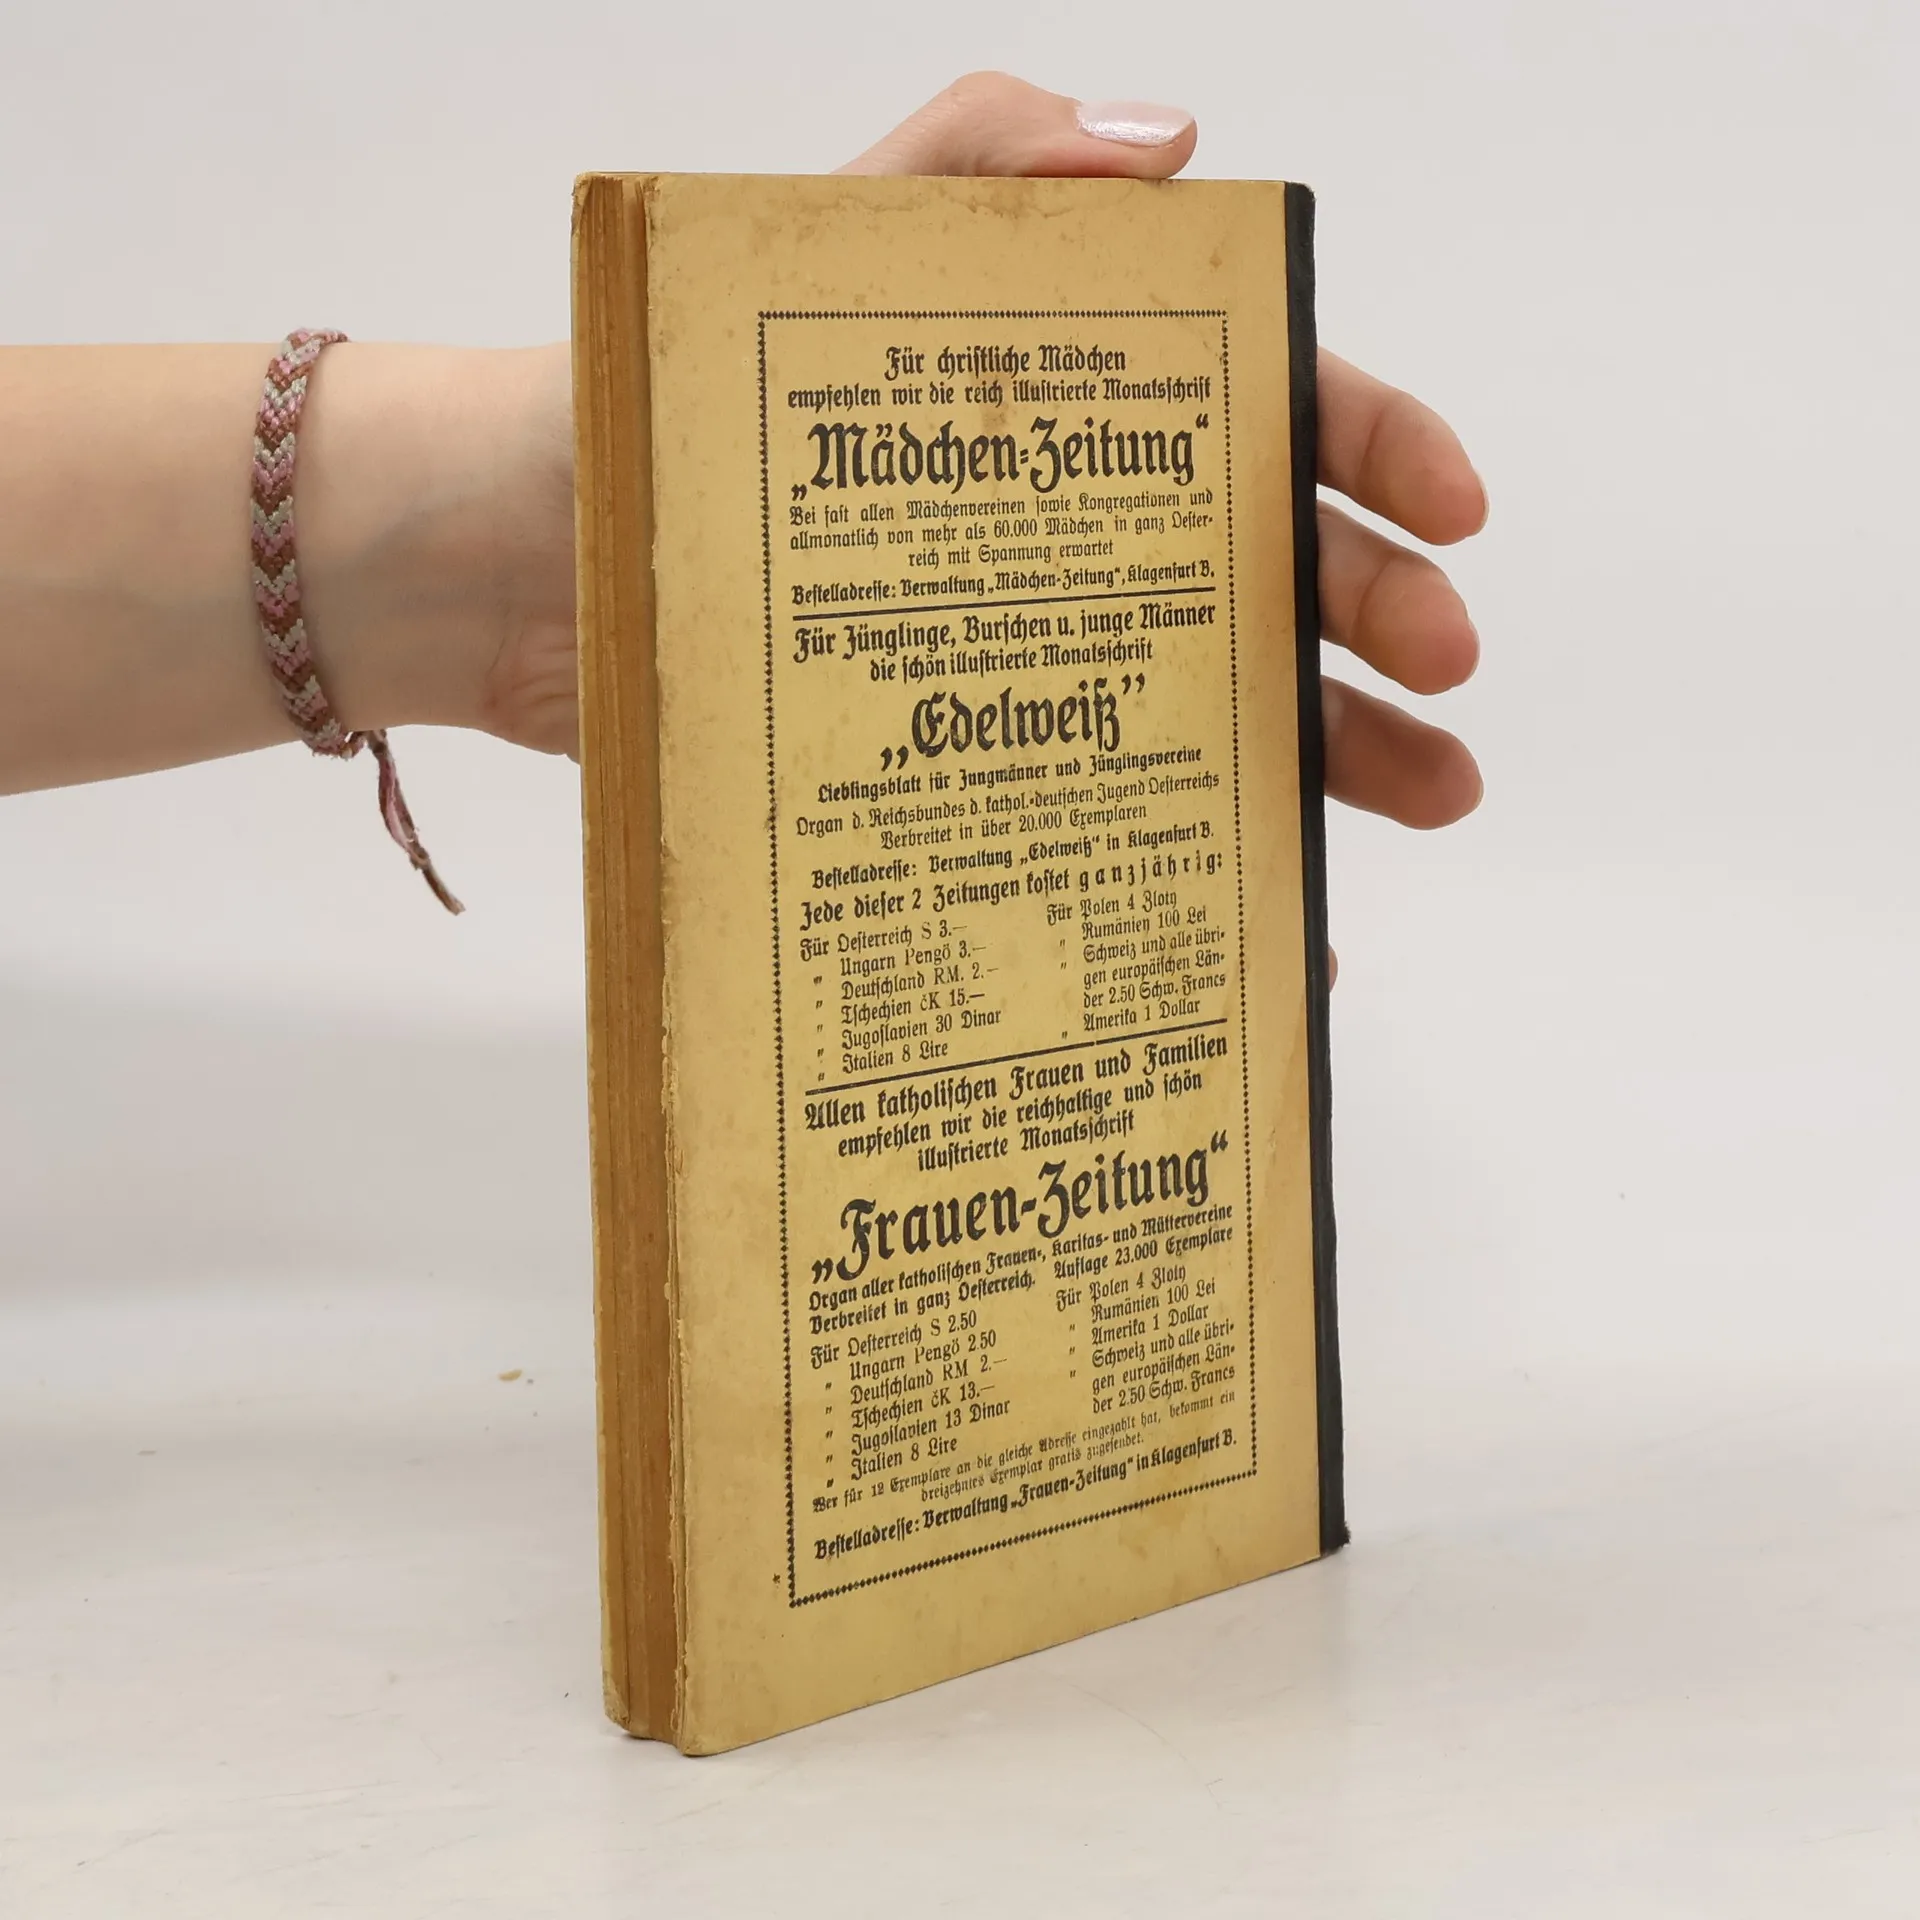 Für christliche Mädchen
empfehlen wir die reich illustrierte Monatsschrift
„Mädchen-Zeitung“
Bei fast allen Mädchenvereinen sowie Kongregationen und
allmonatlich von mehr als 60.000 Mädchen in ganz Oester-
reich mit Spannung erwartet
Bestelladresse: Verwaltung „Mädchen-Zeitung“, Klagenfurt B.
Für Jünglinge, Burschen u. junge Männer
die schön illustrierte Monatsschrift
„Edelweiß”
Lieblingsblatt für Jungmänner und Jünglingsvereine
Organ d. Reichsbundes d. kathol.-deutschen Jugend Oesterreichs
Verbreitet in über 20.000 Exemplaren
Bestelladresse: Verwaltung „Edelweiß“ in Klagenfurt B.
Jede dieser 2 Zeitungen kostet ganzjährig:
Für Oesterreich S 3.—
„ Ungarn Pengö 3.—
„ Deutschland RM. 2.—
„ Tschechien čK 15.—
„ Jugoslavien 30 Dinar
„ Italien 8 Lire
Für Polen 4 Zloty
„ Rumänien 100 Lei
„ Schweiz und alle übri-
gen europäischen Län-
der 2.50 Schw. Francs
„ Amerika 1 Dollar
Allen katholischen Frauen und Familien
empfehlen wir die reichhaltige und schön
illustrierte Monatsschrift
„Frauen-Zeitung“
Organ aller katholischen Frauen-, Karitas- und Müttervereine
Verbreitet in ganz Oesterreich. Auflage 23.000 Exemplare
Für Oesterreich S 2.50
„ Ungarn Pengö 2.50
„ Deutschland RM 2.—
„ Tschechien čK 13.—
„ Jugoslavien 13 Dinar
„ Italien 8 Lire
Für Polen 4 Zloty
„ Rumänien 100 Lei
„ Amerika 1 Dollar
„ Schweiz und alle übri-
gen europäischen Län-
der 2.50 Schw. Francs
Wer für 12 Exemplare an die gleiche Adresse eingezahlt hat, bekommt ein
dreizehntes Exemplar gratis zugesendet.
Bestelladresse: Verwaltung „Frauen-Zeitung“ in Klagenfurt B.